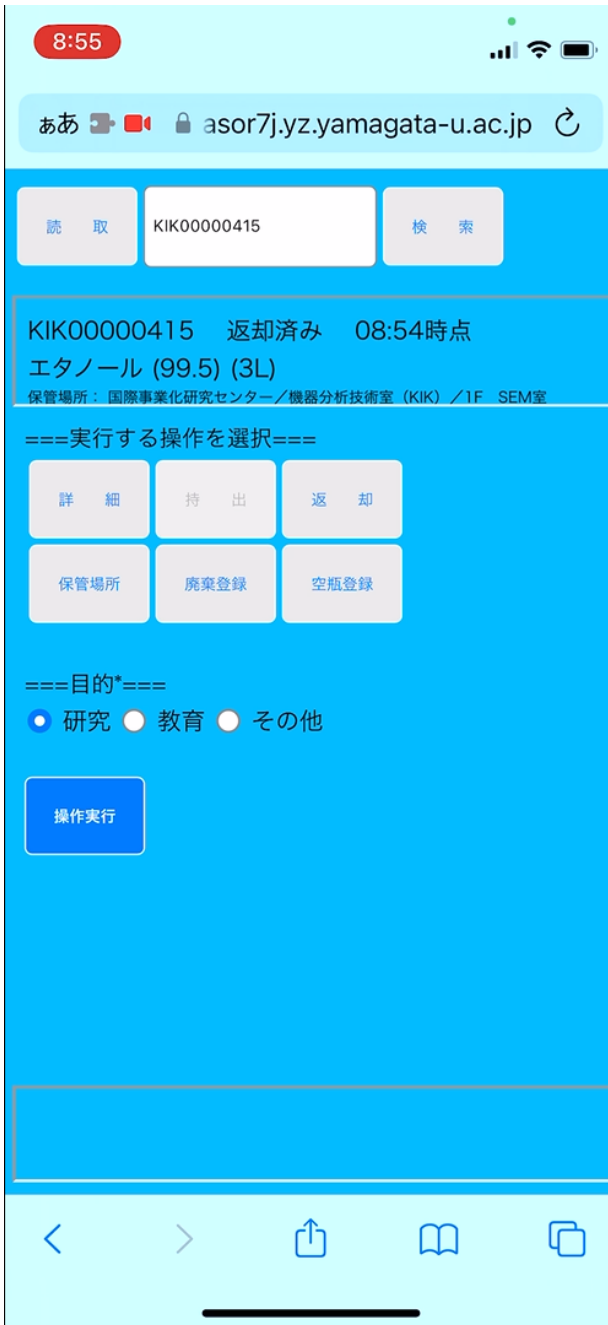 8:55
ぁあ asor7j.yz.yamagata-u.ac.jp
読 取 KIK00000415 検 索
KIK00000415 返却済み 08:54時点
エタノール (99.5) (3L)
保管場所： 国際事業化研究センター／機器分析技術室（KIK）／1F SEM室
===実行する操作を選択===
詳 細 持 出 返 却
保管場所 廃棄登録 空瓶登録
===目的*===
研究 教育 その他
操作実行